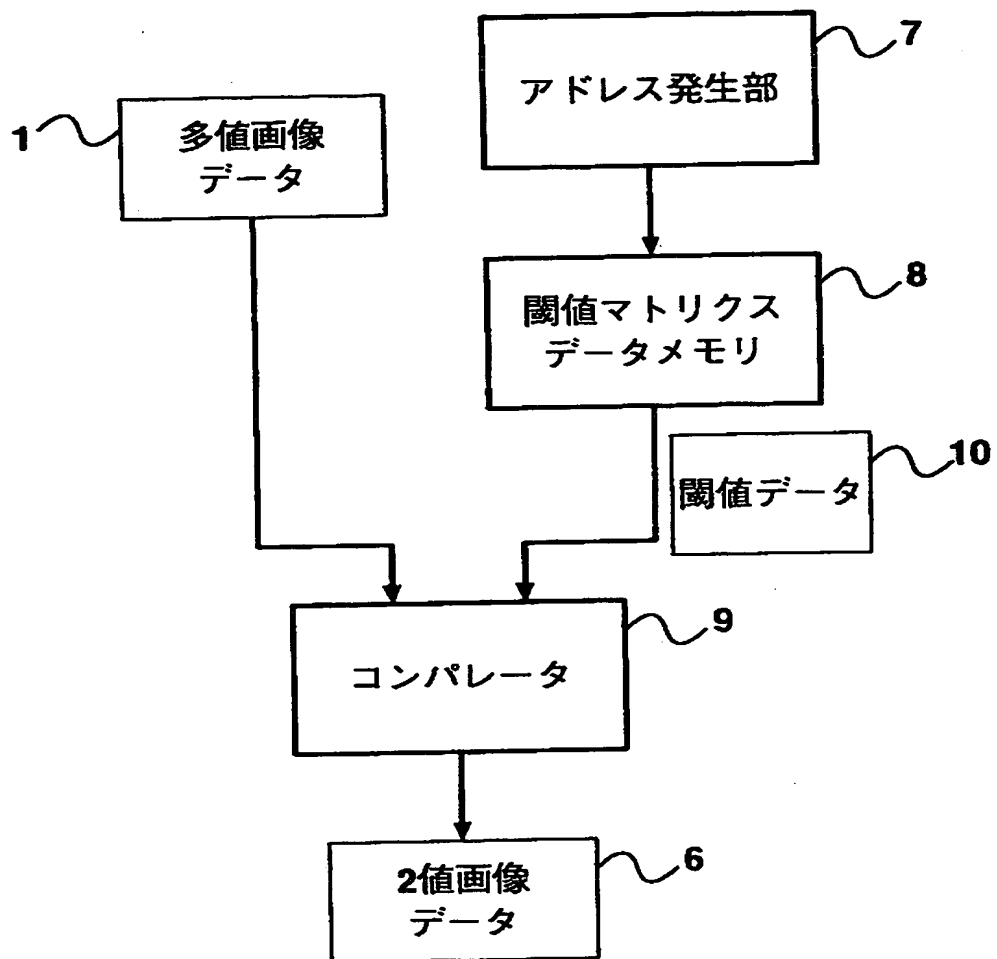 7
アドレス発生部
1
多値画像
データ
8
閾値マトリクス
データメモリ
10
閾値データ
9
コンパレータ
6
2値画像
データ